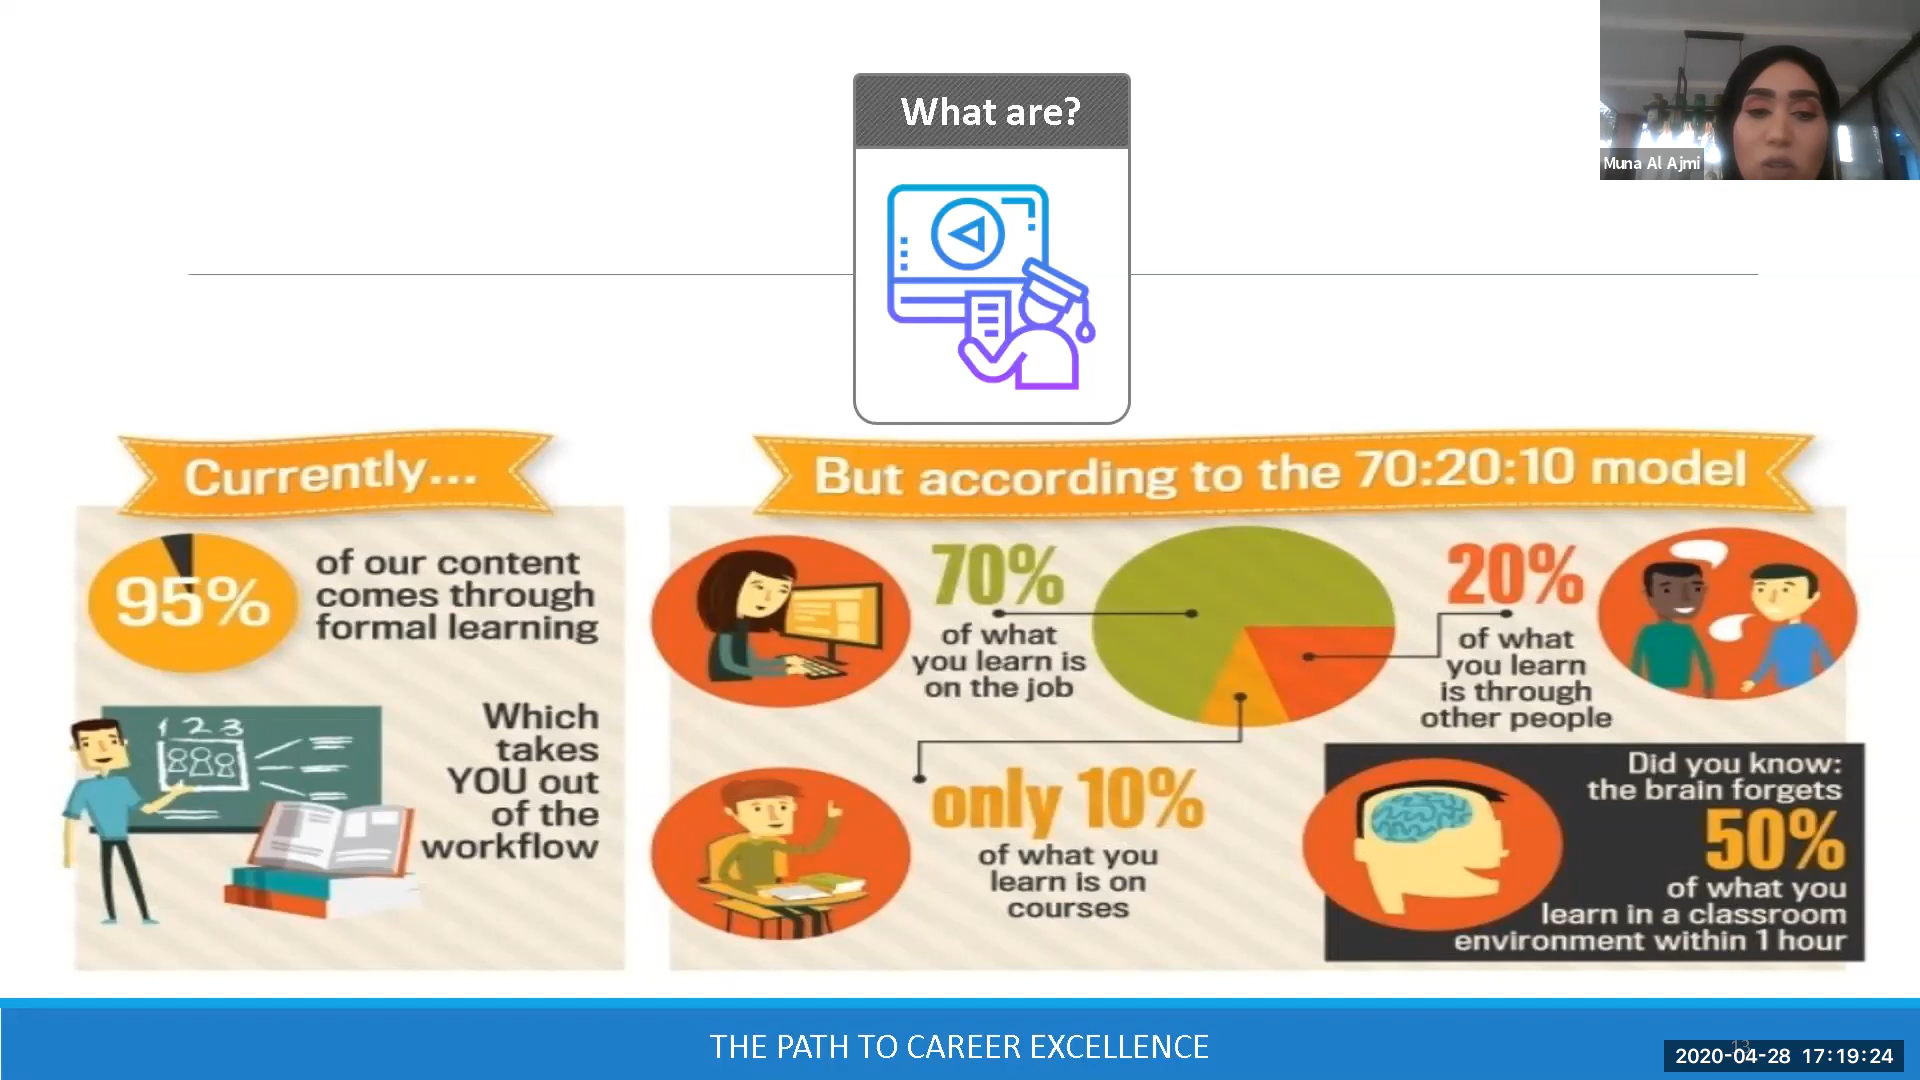 What are?
Muna Al Ajmi
Currently...
95%
of our content
comes through
formal learning
1 2 3
Which
takes
YOU out
of the
workflow
But according to the 70:20:10 model
70%
of what
you learn is
on the job
20%
of what
you learn
is through
other people
only 10%
of what you
learn is on
courses
Did you know:
the brain forgets
50%
of what you
learn in a classroom
environment within 1 hour
THE PATH TO CAREER EXCELLENCE
13
2020-04-28 17:19:24